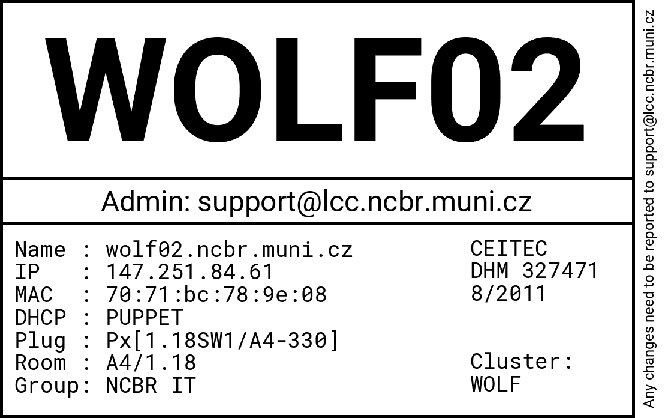 WOLF02
Admin: support@lcc.ncbr.muni.cz
Name : wolf02.ncbr.muni.cz
IP : 147.251.84.61
MAC : 70:71:bc:78:9e:08
DHCP : PUPPET
Plug : Px[1.18SW1/A4-330]
Room : A4/1.18
Group: NCBR IT
CEITEC
DHM 327471
8/2011
Cluster:
WOLF
Any changes need to be reported to support@lcc.ncbr.muni.cz